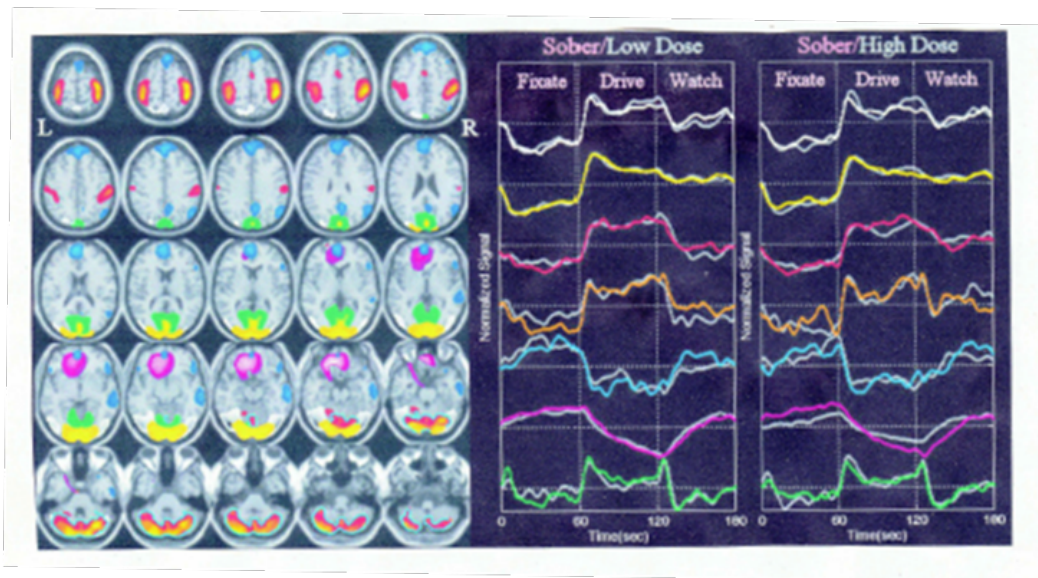 Sober/Low Dose
Sober/High Dose
L
R
Fixate Drive Watch
Fixate Drive Watch
Normalized Signal
Normalized Signal
0 60 120 180
0 60 120 180
Time(sec)
Time(sec)